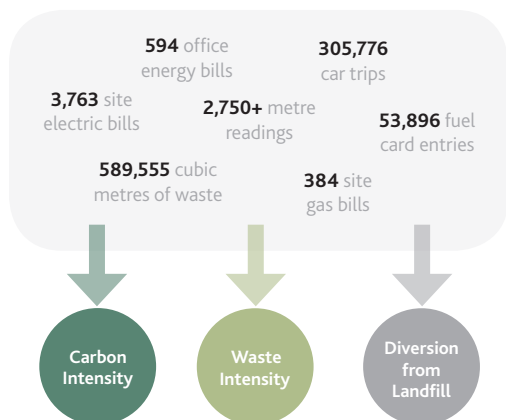 594 office
energy bills
305,776
car trips
3,763 site
electric bills
2,750+ metre
readings
53,896 fuel
card entries
589,555 cubic
metres of waste
384 site
gas bills
Carbon
Intensity
Waste
Intensity
Diversion
from
Landfill